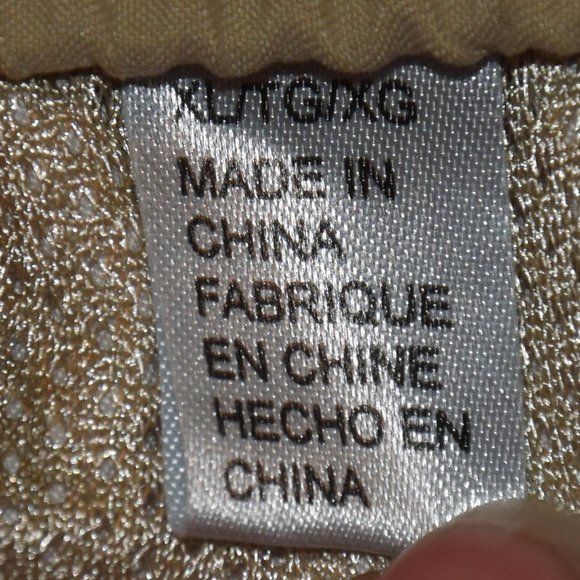 XL/TG/XG
MADE IN
CHINA
FABRIQUE
EN CHINE
HECHO EN
CHINA